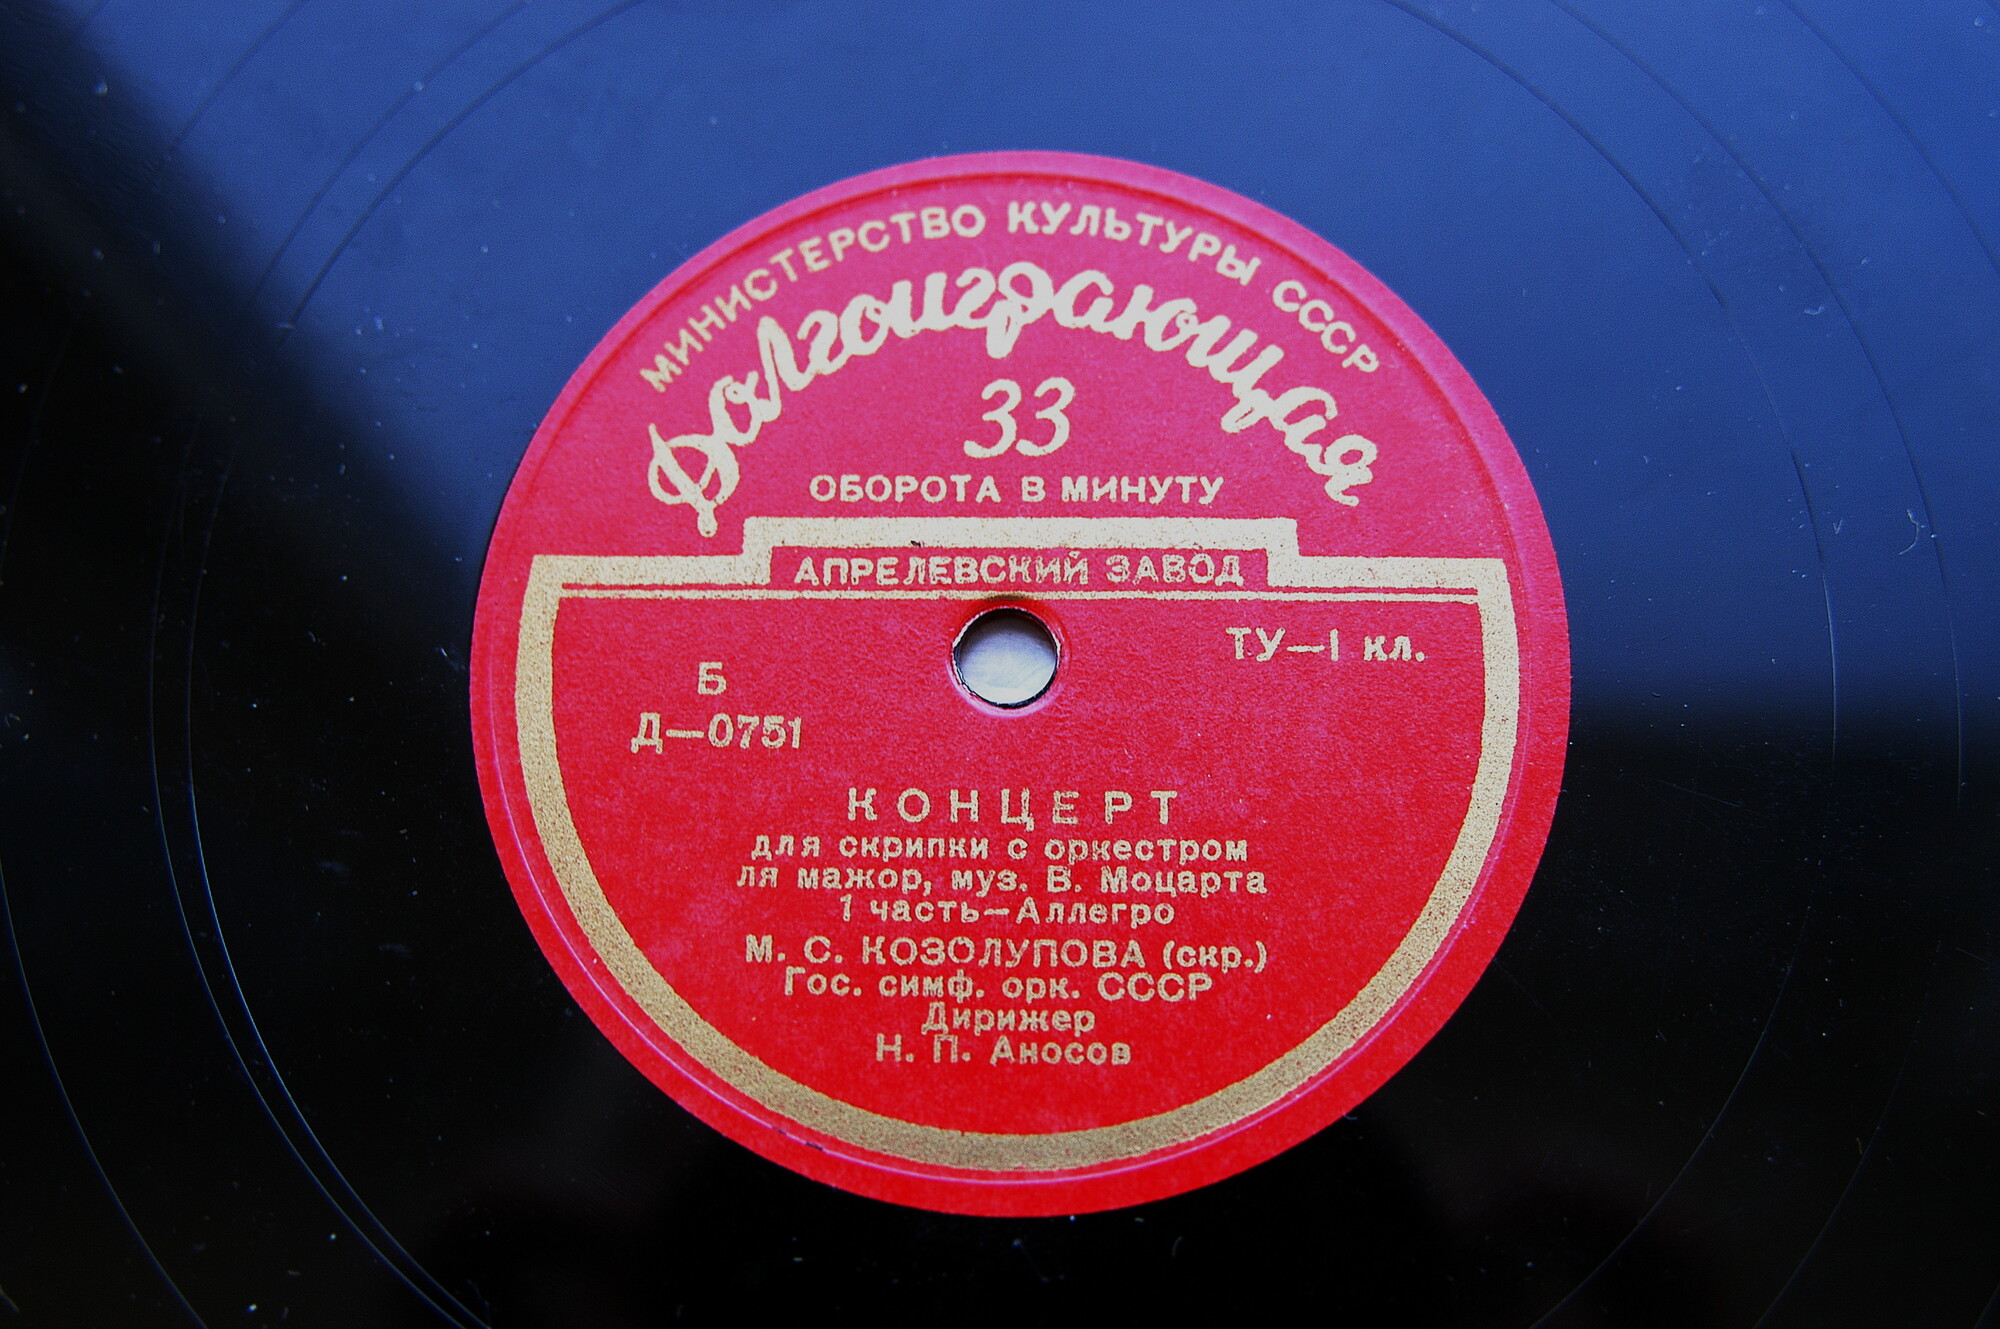 МИНИСТЕРСТВО КУЛЬТУРЫ СССР
Долгоиграющая
33
ОБОРОТА В МИНУТУ
АПРЕЛЕВСКИЙ ЗАВОД
ТУ—I кл.
Б
Д—0751
КОНЦЕРТ
для скрипки с оркестром
ля мажор, муз. В. Моцарта
1 часть—Аллегро
М. С. КОЗОЛУПОВА (скр.)
Гос. симф. орк. СССР
Дирижер
Н. П. Аносов